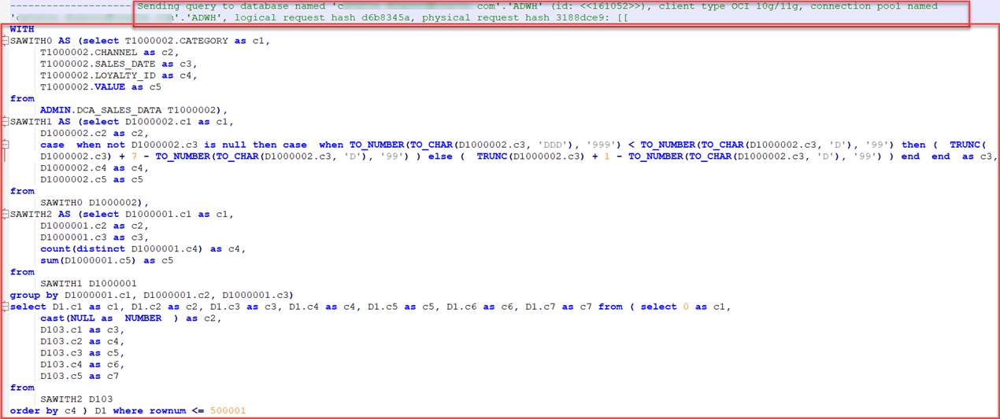 -------------------- Sending query to database named 'c com'.'ADWH' (id: <<161052>>), client type OCI 10g/11g, connection pool named
'c '.'ADWH', logical request hash d6b8345a, physical request hash 3188dce9: [[
WITH
SAWITH0 AS (select T1000002.CATEGORY as c1,
T1000002.CHANNEL as c2,
T1000002.SALES_DATE as c3,
T1000002.LOYALTY_ID as c4,
T1000002.VALUE as c5
from
ADMIN.DCA_SALES_DATA T1000002),
SAWITH1 AS (select D1000002.c1 as c1,
D1000002.c2 as c2,
case  when not D1000002.c3 is null then case  when TO_NUMBER(TO_CHAR(D1000002.c3, 'DDD'), '999') < TO_NUMBER(TO_CHAR(D1000002.c3, 'D'), '99') then (  TRUNC(
D1000002.c3) + 7 - TO_NUMBER(TO_CHAR(D1000002.c3, 'D'), '99') ) else (  TRUNC(D1000002.c3) + 1 - TO_NUMBER(TO_CHAR(D1000002.c3, 'D'), '99') ) end  end  as c3,
D1000002.c4 as c4,
D1000002.c5 as c5
from
SAWITH0 D1000002),
SAWITH2 AS (select D1000001.c1 as c1,
D1000001.c2 as c2,
D1000001.c3 as c3,
count(distinct D1000001.c4) as c4,
sum(D1000001.c5) as c5
from
SAWITH1 D1000001
group by D1000001.c1, D1000001.c2, D1000001.c3)
select D1.c1 as c1, D1.c2 as c2, D1.c3 as c3, D1.c4 as c4, D1.c5 as c5, D1.c6 as c6, D1.c7 as c7 from ( select 0 as c1,
cast(NULL as  NUMBER  ) as c2,
D103.c1 as c3,
D103.c2 as c4,
D103.c3 as c5,
D103.c4 as c6,
D103.c5 as c7
from
SAWITH2 D103
order by c4 ) D1 where rownum <= 500001